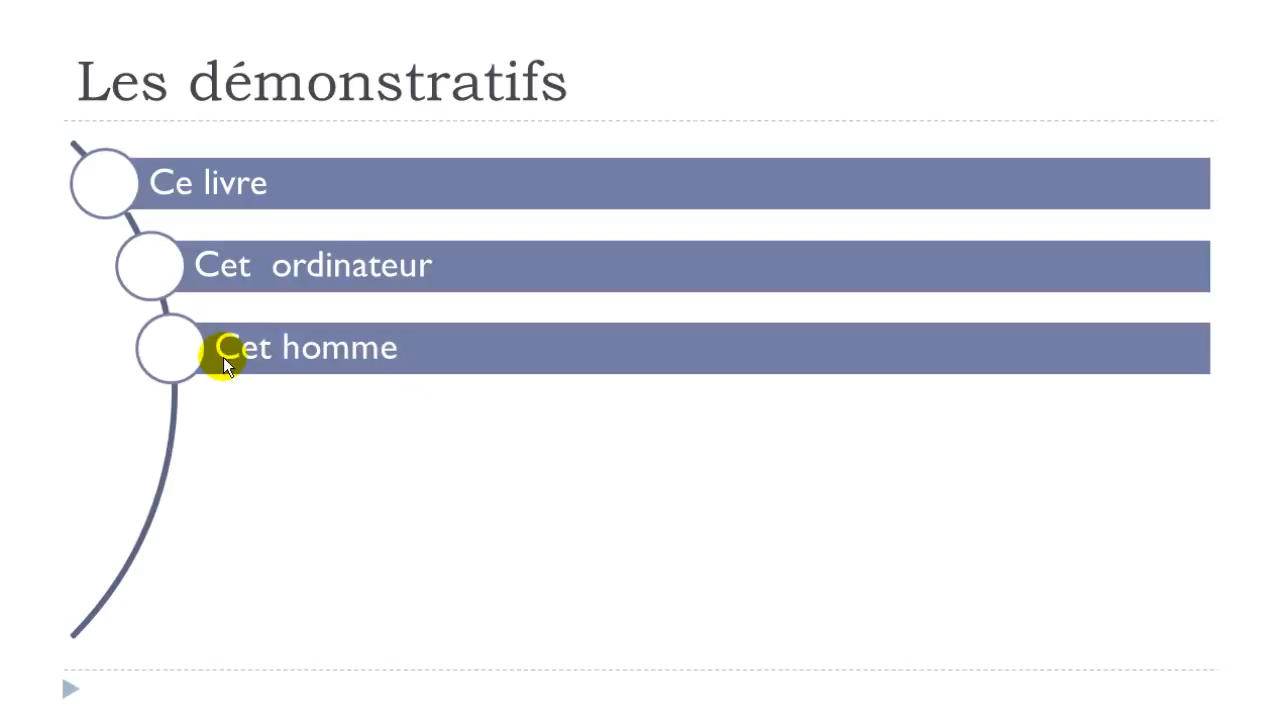 Les démonstratifs
Ce livre
Cet ordinateur
Cet homme